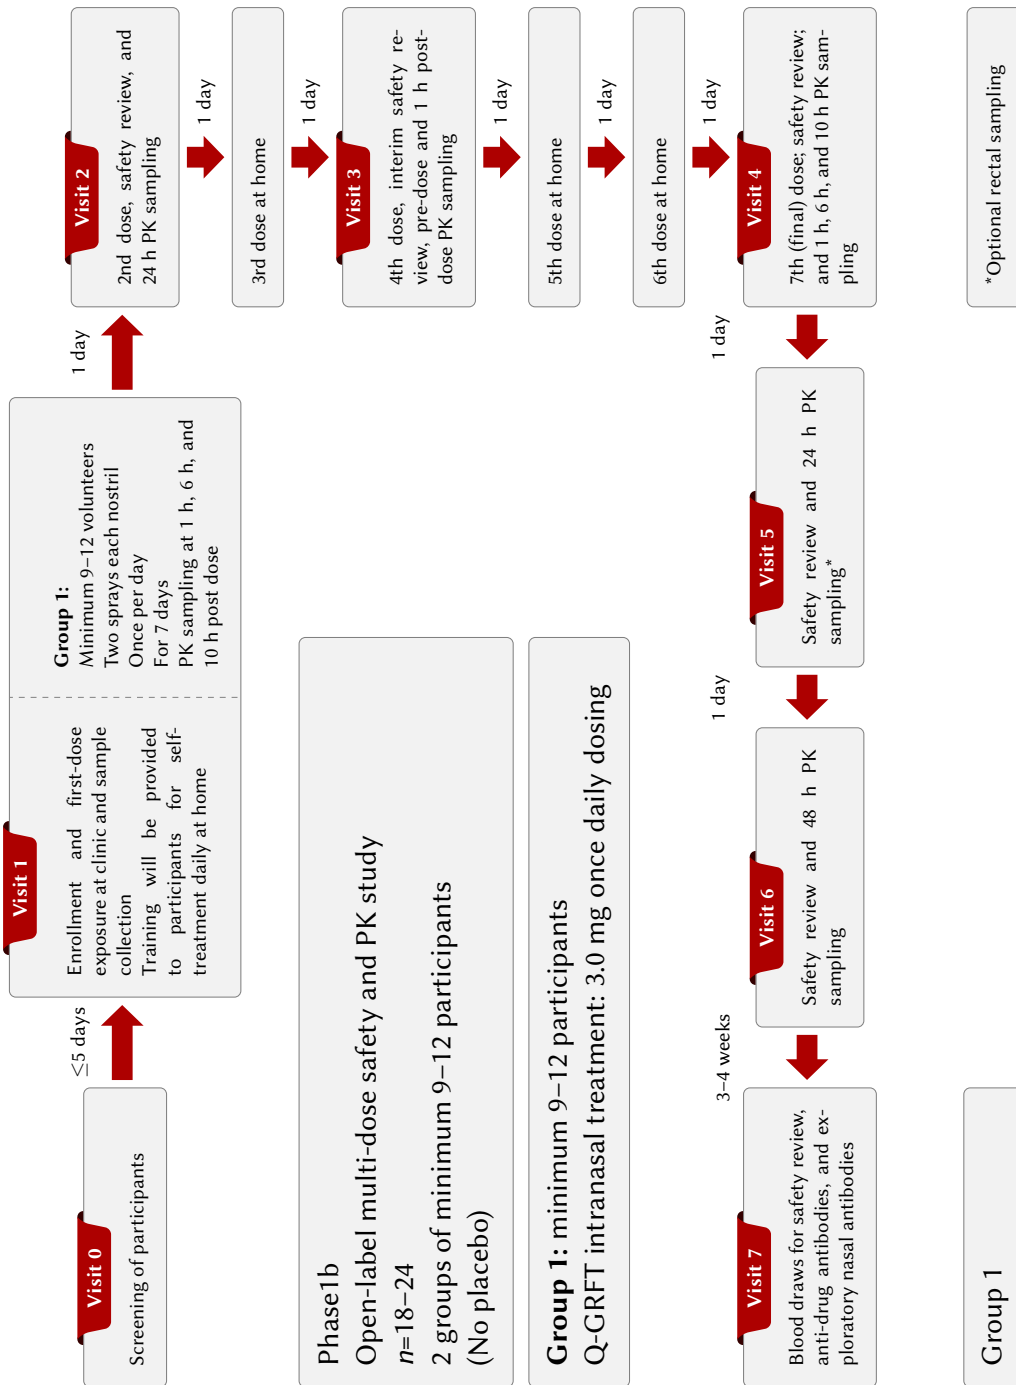 Visit 0
Screening of participants
≤5 days
Visit 1
Enrollment and first-dose
exposure at clinic and sample
collection
Training will be provided
to participants for self-
treatment daily at home
Group 1:
Minimum 9–12 volunteers
Two sprays each nostril
Once per day
For 7 days
PK sampling at 1 h, 6 h, and
10 h post dose
1 day
Visit 2
2nd dose, safety review, and
24 h PK sampling
1 day
3rd dose at home
1 day
Visit 3
4th dose, interim safety re-
view, pre-dose and 1 h post-
dose PK sampling
1 day
5th dose at home
1 day
6th dose at home
1 day
Visit 4
7th (final) dose; safety review;
and 1 h, 6 h, and 10 h PK sam-
pling
1 day
Visit 5
Safety review and 24 h PK
sampling*
1 day
Visit 6
Safety review and 48 h PK
sampling
3–4 weeks
Visit 7
Blood draws for safety review,
anti-drug antibodies, and ex-
ploratory nasal antibodies
Phase1b
Open-label multi-dose safety and PK study
n=18–24
2 groups of minimum 9–12 participants
(No placebo)
Group 1: minimum 9–12 participants
Q-GRFT intranasal treatment: 3.0 mg once daily dosing
Group 1
*Optional rectal sampling